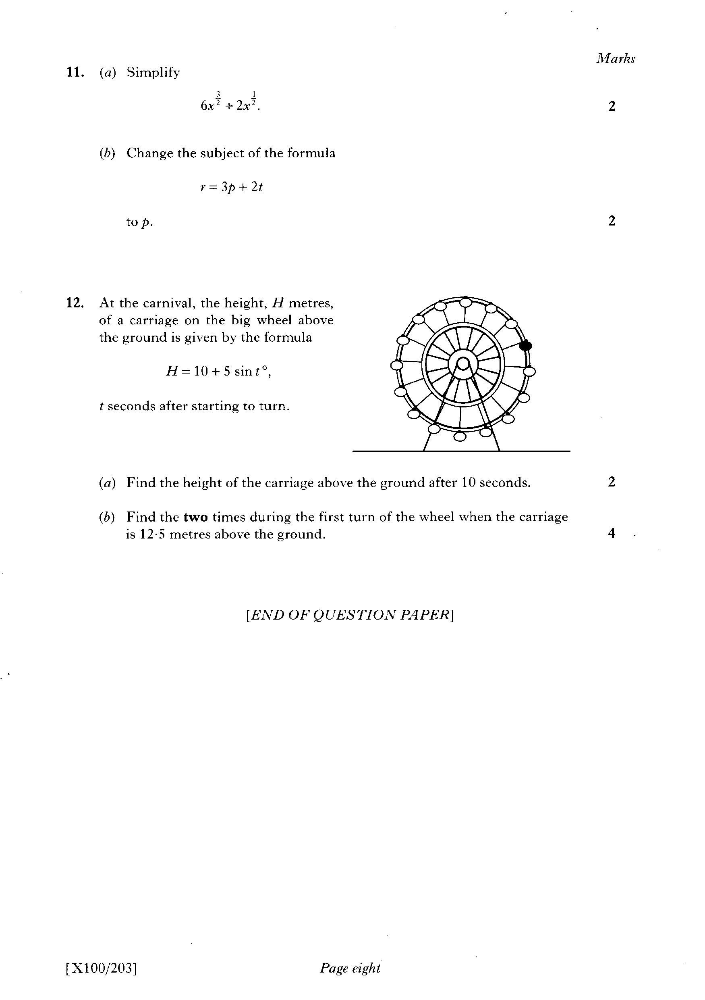 Marks
11. (a) Simplify
6x^{3/2} ÷ 2x^{1/2}.
2
(b) Change the subject of the formula
r = 3p + 2t
to p.
2
12. At the carnival, the height, H metres,
of a carriage on the big wheel above
the ground is given by the formula
H = 10 + 5 sin t°,
t seconds after starting to turn.
(a) Find the height of the carriage above the ground after 10 seconds.
2
(b) Find the two times during the first turn of the wheel when the carriage
is 12·5 metres above the ground.
4
[END OF QUESTION PAPER]
[X100/203]
Page eight